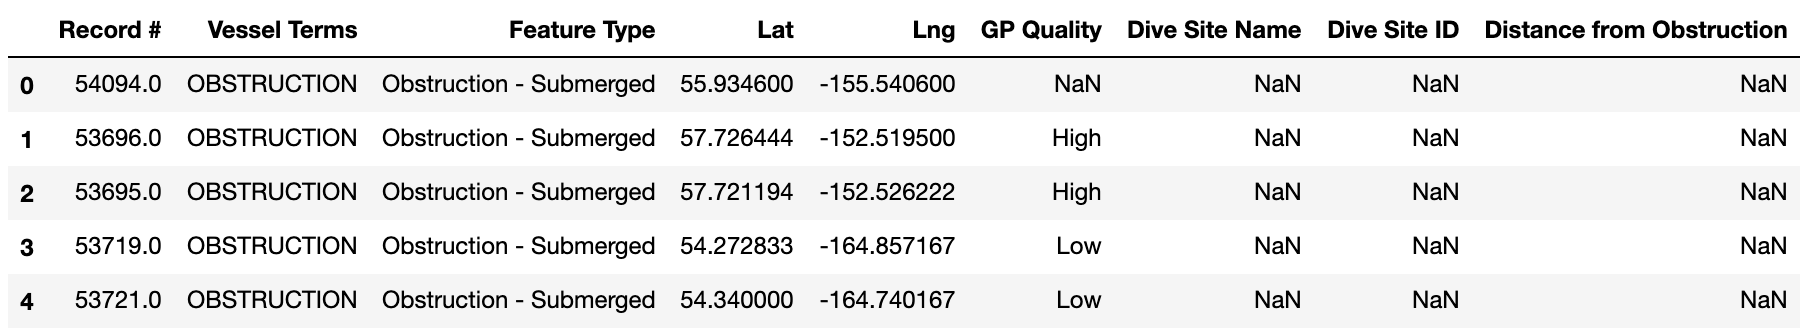 Record # Vessel Terms Feature Type Lat Lng GP Quality Dive Site Name Dive Site ID Distance from Obstruction
0 54094.0 OBSTRUCTION Obstruction - Submerged 55.934600 -155.540600 NaN NaN NaN NaN
1 53696.0 OBSTRUCTION Obstruction - Submerged 57.726444 -152.519500 High NaN NaN NaN
2 53695.0 OBSTRUCTION Obstruction - Submerged 57.721194 -152.526222 High NaN NaN NaN
3 53719.0 OBSTRUCTION Obstruction - Submerged 54.272833 -164.857167 Low NaN NaN NaN
4 53721.0 OBSTRUCTION Obstruction - Submerged 54.340000 -164.740167 Low NaN NaN NaN